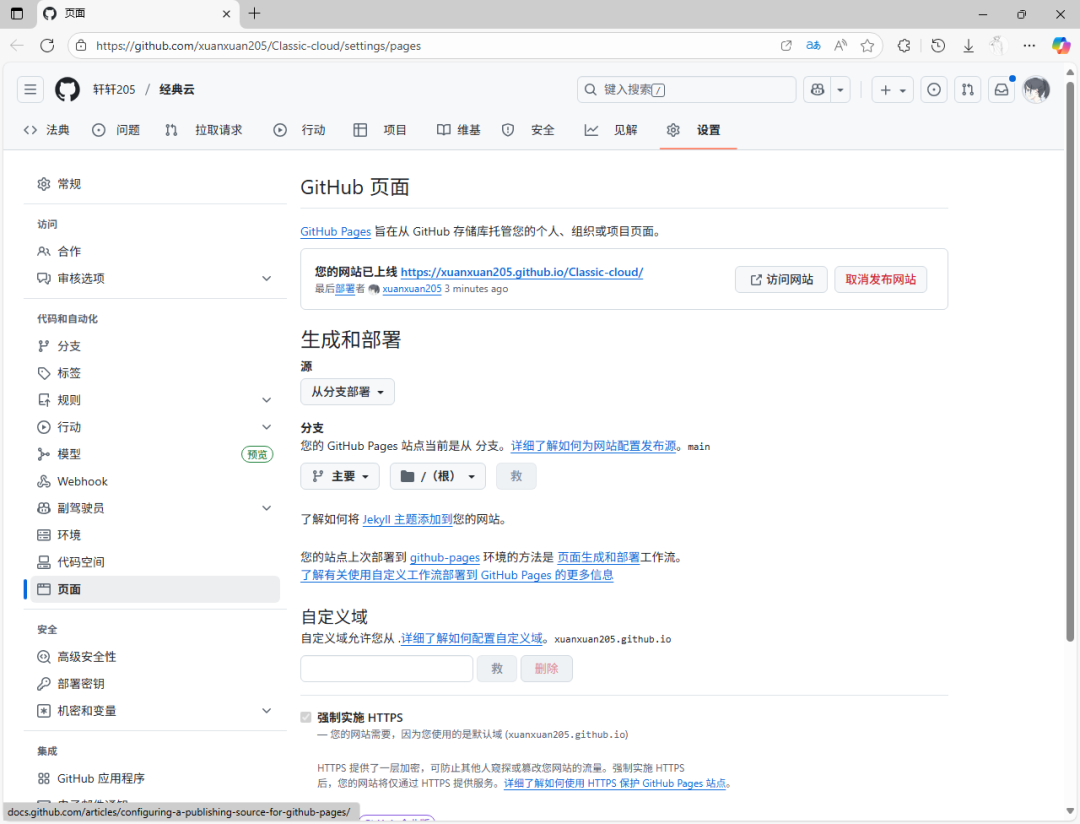 页面
https://github.com/xuanxuan205/Classic-cloud/settings/pages
轩轩205 / 经典云
键入搜索 /
法典 问题 拉取请求 行动 项目 维基 安全 见解 设置
常规
访问
合作
审核选项
代码和自动化
分支
标签
规则
行动
模型 预览
Webhook
副驾驶员
环境
代码空间
页面
安全
高级安全性
部署密钥
机密和变量
集成
GitHub 应用程序
GitHub 页面
GitHub Pages 旨在从 GitHub 存储库托管您的个人、组织或项目页面。
您的网站已上线 https://xuanxuan205.github.io/Classic-cloud/
最后部署者 xuanxuan205 3 minutes ago
访问网站 取消发布网站
生成和部署
源
从分支部署
分支
您的 GitHub Pages 站点当前是从 分支。详细了解如何为网站配置发布源。main
主要 / （根） 救
了解如何将 Jekyll 主题添加到您的网站。
您的站点上次部署到 github-pages 环境的方法是 页面生成和部署工作流。
了解有关使用自定义工作流部署到 GitHub Pages 的更多信息
自定义域
自定义域允许您从 .详细了解如何配置自定义域。xuanxuan205.github.io
救 删除
强制实施 HTTPS
— 您的网站需要，因为您使用的是默认域 (xuanxuan205.github.io)
HTTPS 提供了一层加密，可防止其他人窥探或篡改您网站的流量。强制实施 HTTPS
后，您的网站将仅通过 HTTPS 提供服务。详细了解如何使用 HTTPS 保护 GitHub Pages 站点。
docs.github.com/articles/configuring-a-publishing-source-for-github-pages/